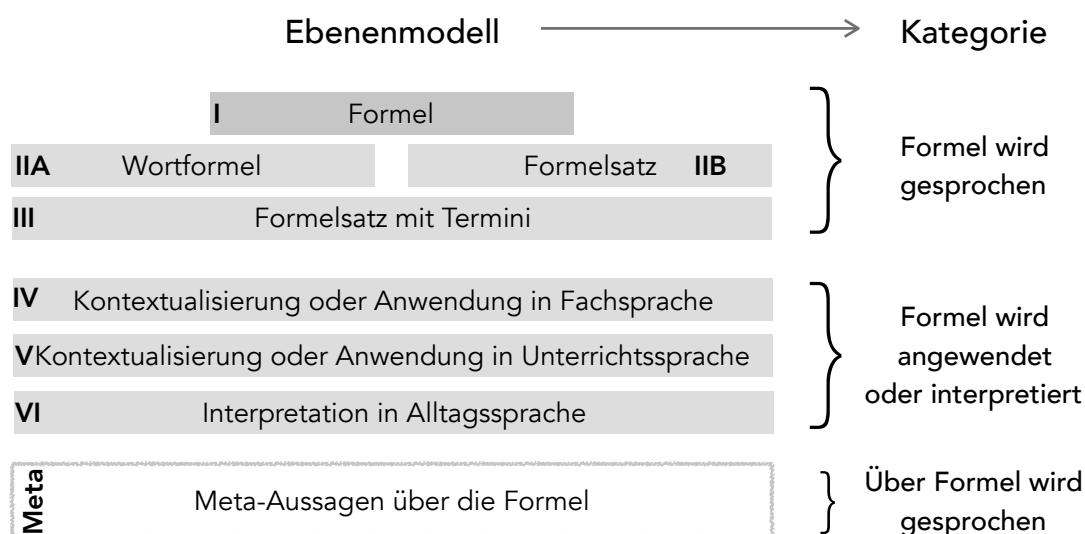 Ebenenmodell Kategorie
I Formel
IIA Wortformel Formelsatz IIB
III Formelsatz mit Termini
Formel wird
gesprochen
IV Kontextualisierung oder Anwendung in Fachsprache
V Kontextualisierung oder Anwendung in Unterrichtssprache
VI Interpretation in Alltagssprache
Formel wird
angewendet
oder interpretiert
Meta Meta-Aussagen über die Formel
Über Formel wird
gesprochen